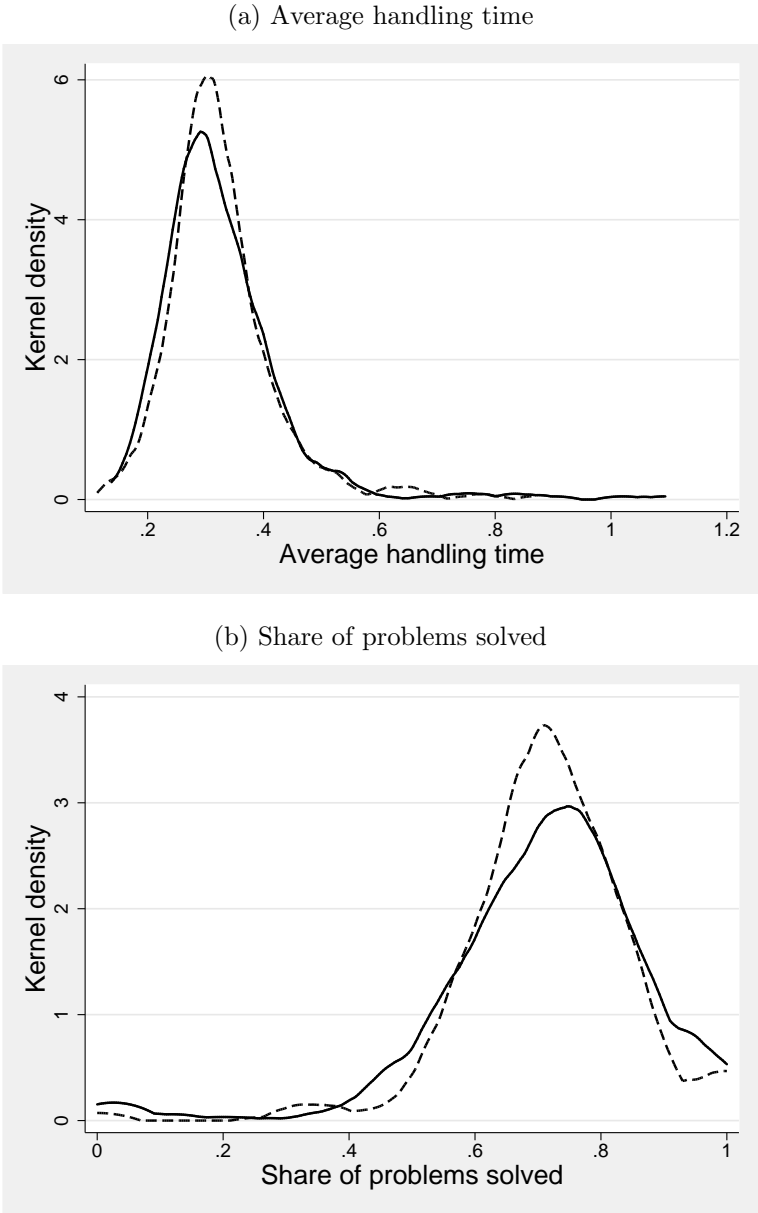 (a) Average handling time
Kernel density
6
4
2
0
.2 .4 .6 .8 1 1.2
Average handling time
(b) Share of problems solved
Kernel density
4
3
2
1
0
0 .2 .4 .6 .8 1
Share of problems solved